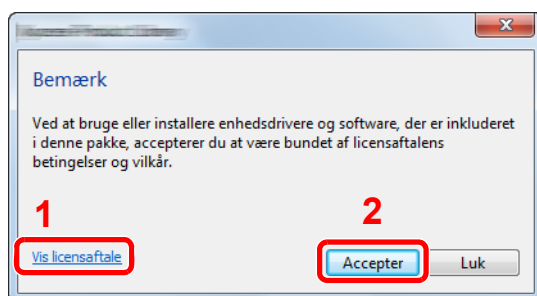 Bemærk
Ved at bruge eller installere enhedsdrivere og software, der er inkluderet
i denne pakke, accepterer du at være bundet af licensaftalens
betingelser og vilkår.
1
2
Vis licensaftale
Accepter
Luk